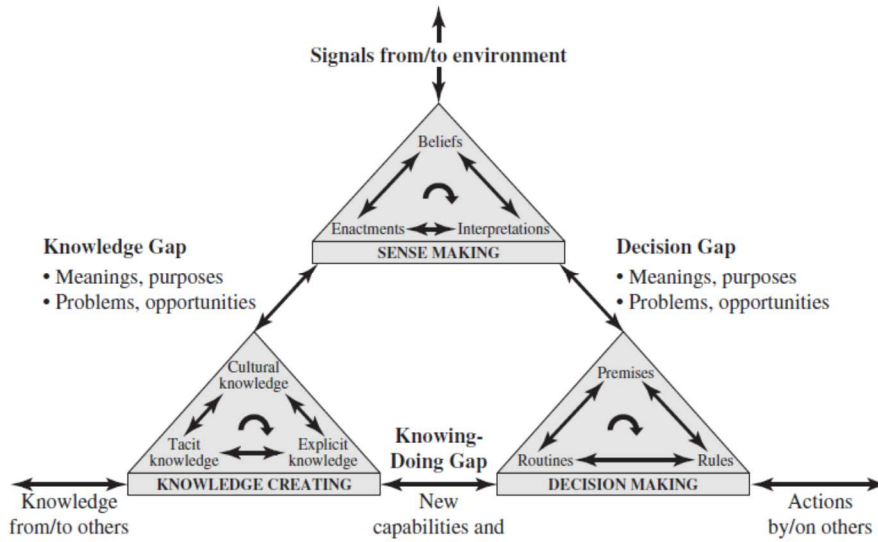 Signals from/to environment
Beliefs
Enactments Interpretations
SENSE MAKING
Knowledge Gap
• Meanings, purposes
• Problems, opportunities
Decision Gap
• Meanings, purposes
• Problems, opportunities
Cultural
knowledge
Tacit
knowledge
Explicit
knowledge
KNOWLEDGE CREATING
Knowing-
Doing Gap
New
capabilities and
Premises
Routines Rules
DECISION MAKING
Knowledge
from/to others
Actions
by/on others